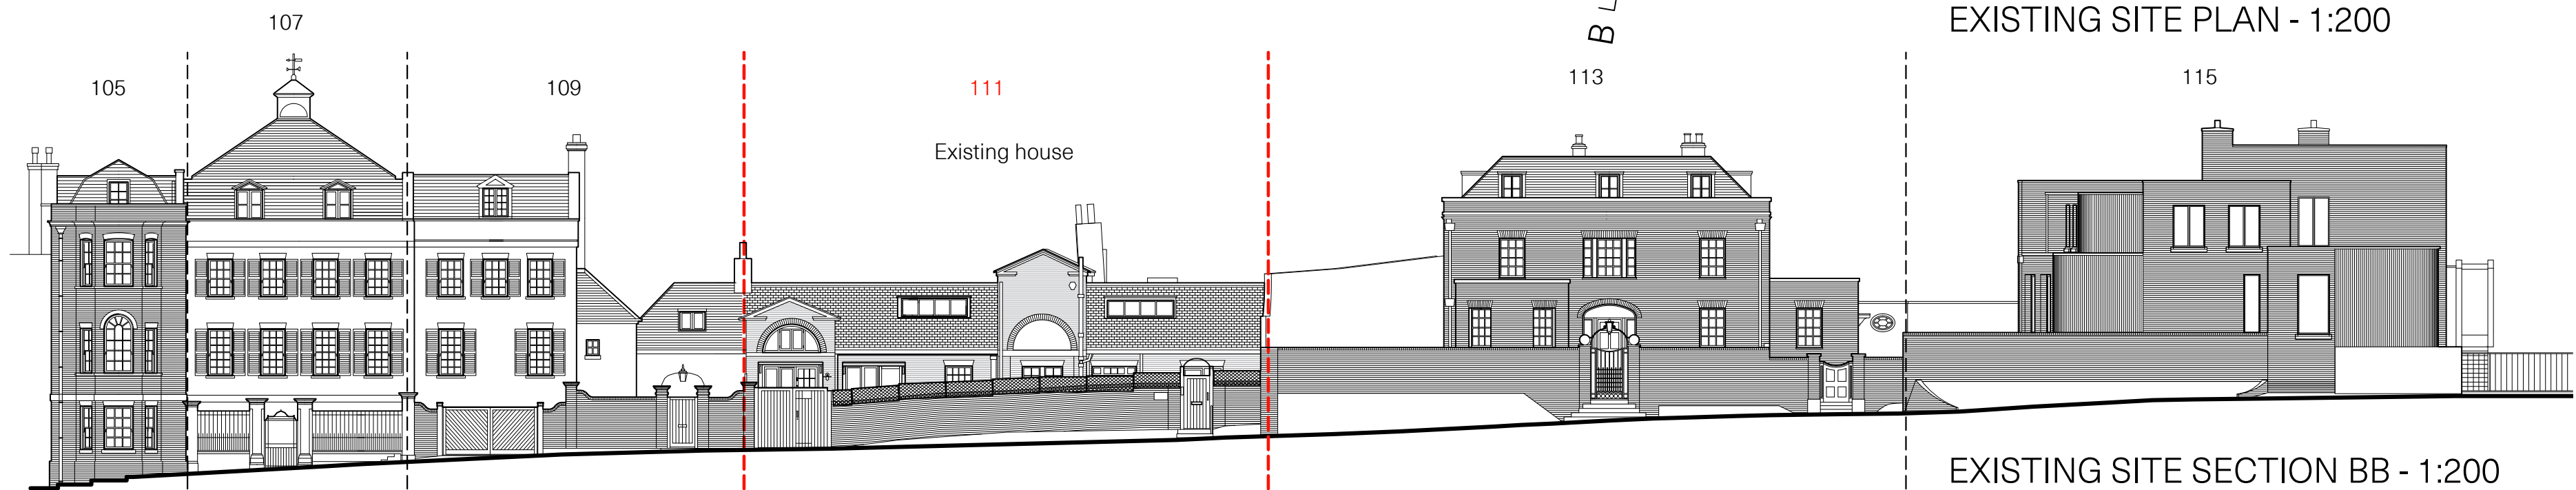 EXISTING SITE PLAN - 1:200
B
107
105
109
111
113
115
Existing house
EXISTING SITE SECTION BB - 1:200